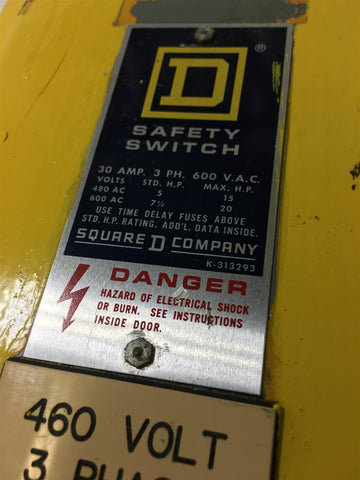 D
®
SAFETY
SWITCH
30 AMP. 3 PH. 600 V.A.C.
VOLTS STD. H.P. MAX. H.P.
480 AC 5 15
600 AC 7½ 20
USE TIME DELAY FUSES ABOVE
STD. H.P. RATING. ADD'L. DATA INSIDE.
SQUARE D COMPANY
K-313293
DANGER
HAZARD OF ELECTRICAL SHOCK
OR BURN. SEE INSTRUCTIONS
INSIDE DOOR.
460 VOLT
3